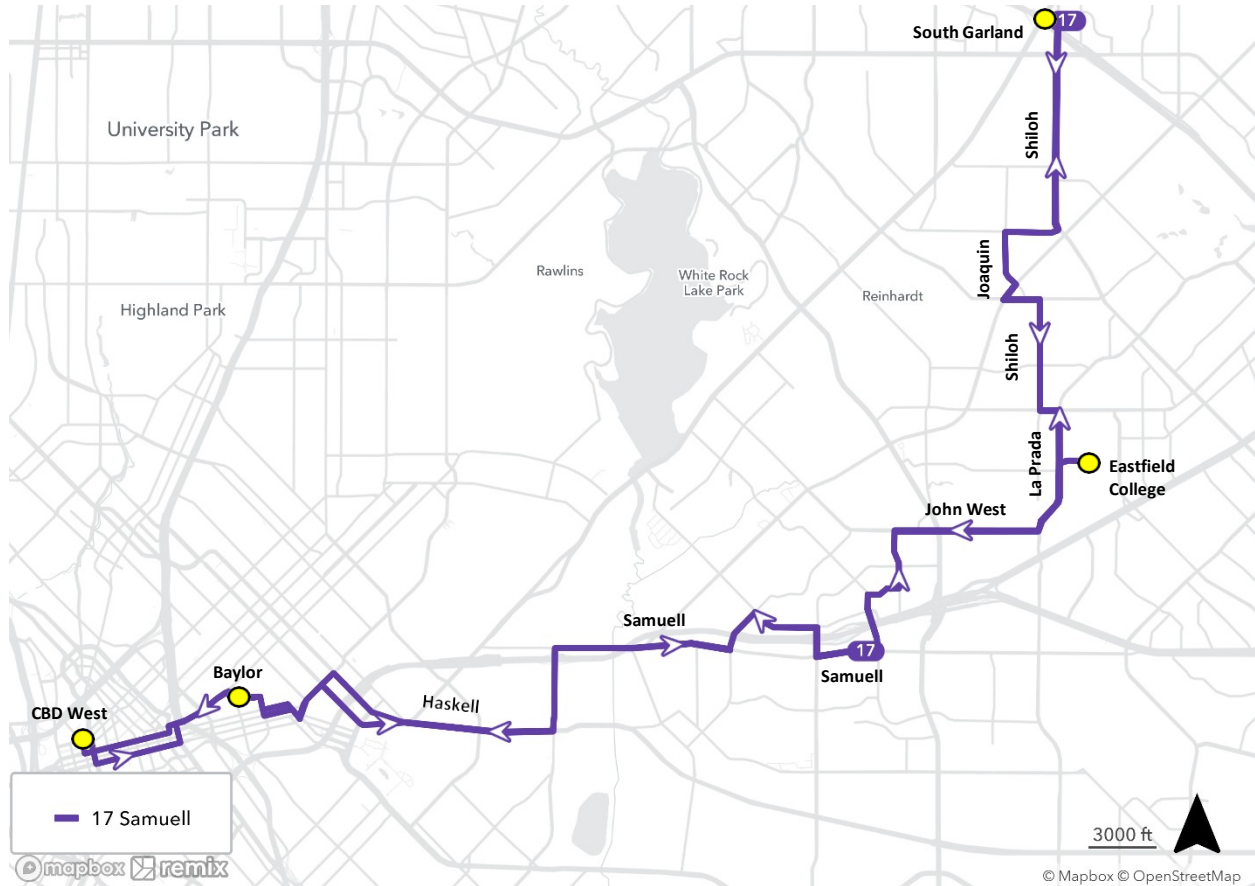 South Garland
17
University Park
Shiloh
Rawlins
White Rock
Lake Park
Reinhardt
Joaquin
Highland Park
Shiloh
La Prada
Eastfield
College
John West
Samuell
17
Samuell
Baylor
Haskell
CBD West
17 Samuell
3000 ft
mapbox remix
© Mapbox © OpenStreetMap